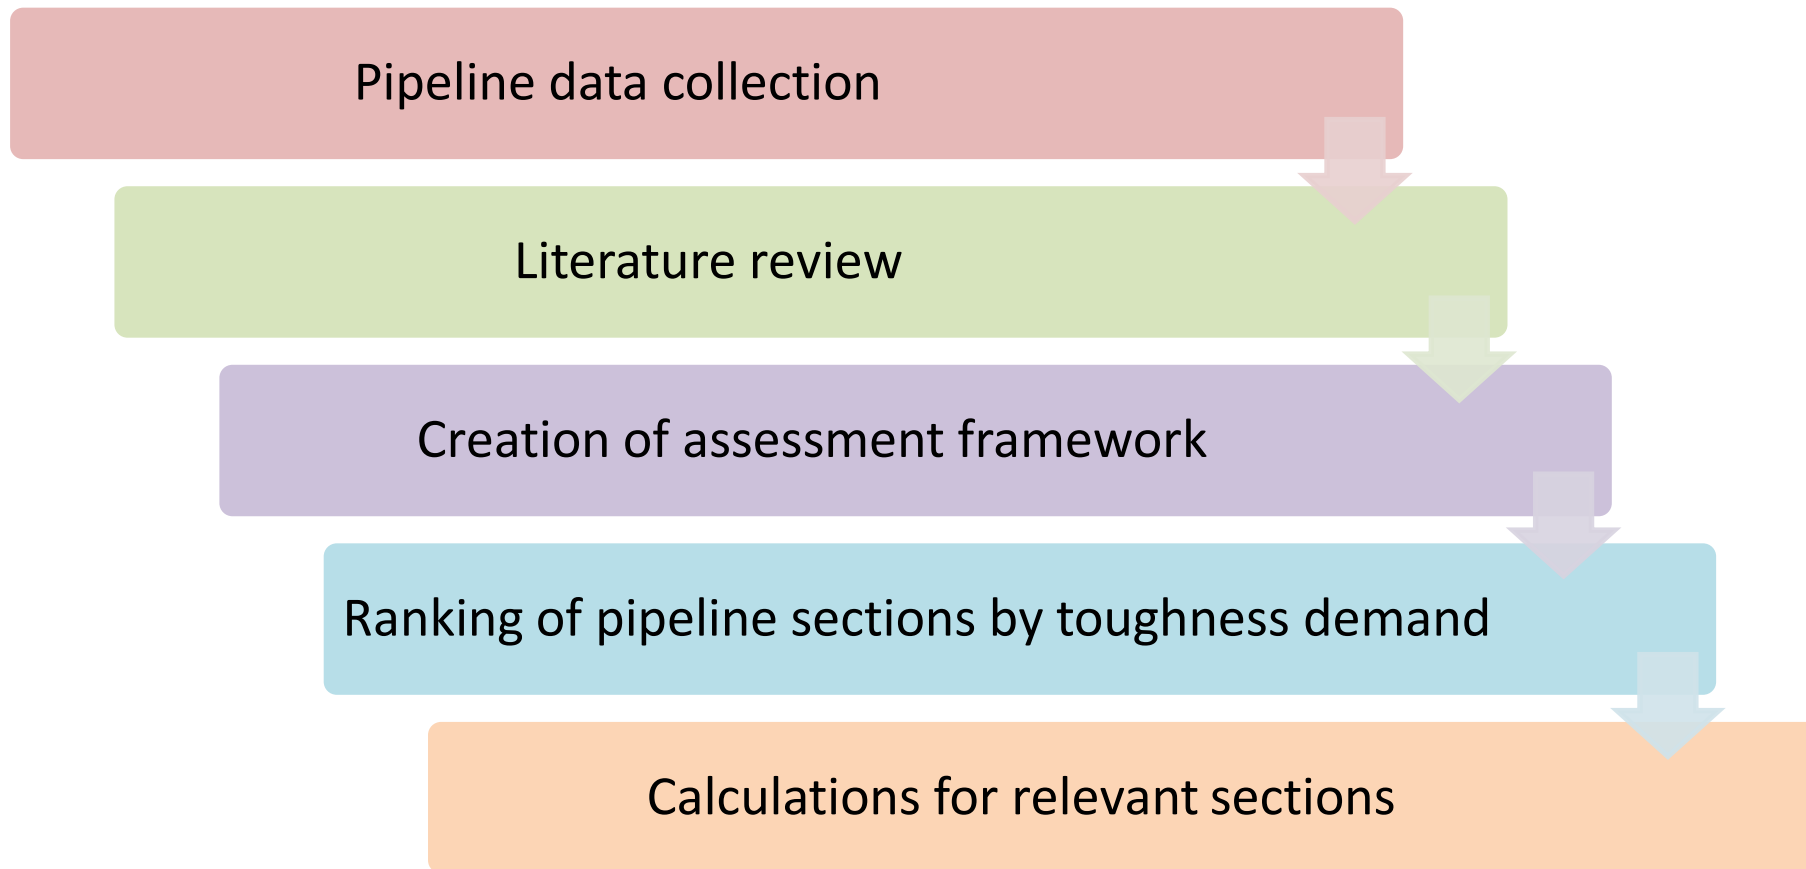 Pipeline data collection
Literature review
Creation of assessment framework
Ranking of pipeline sections by toughness demand
Calculations for relevant sections